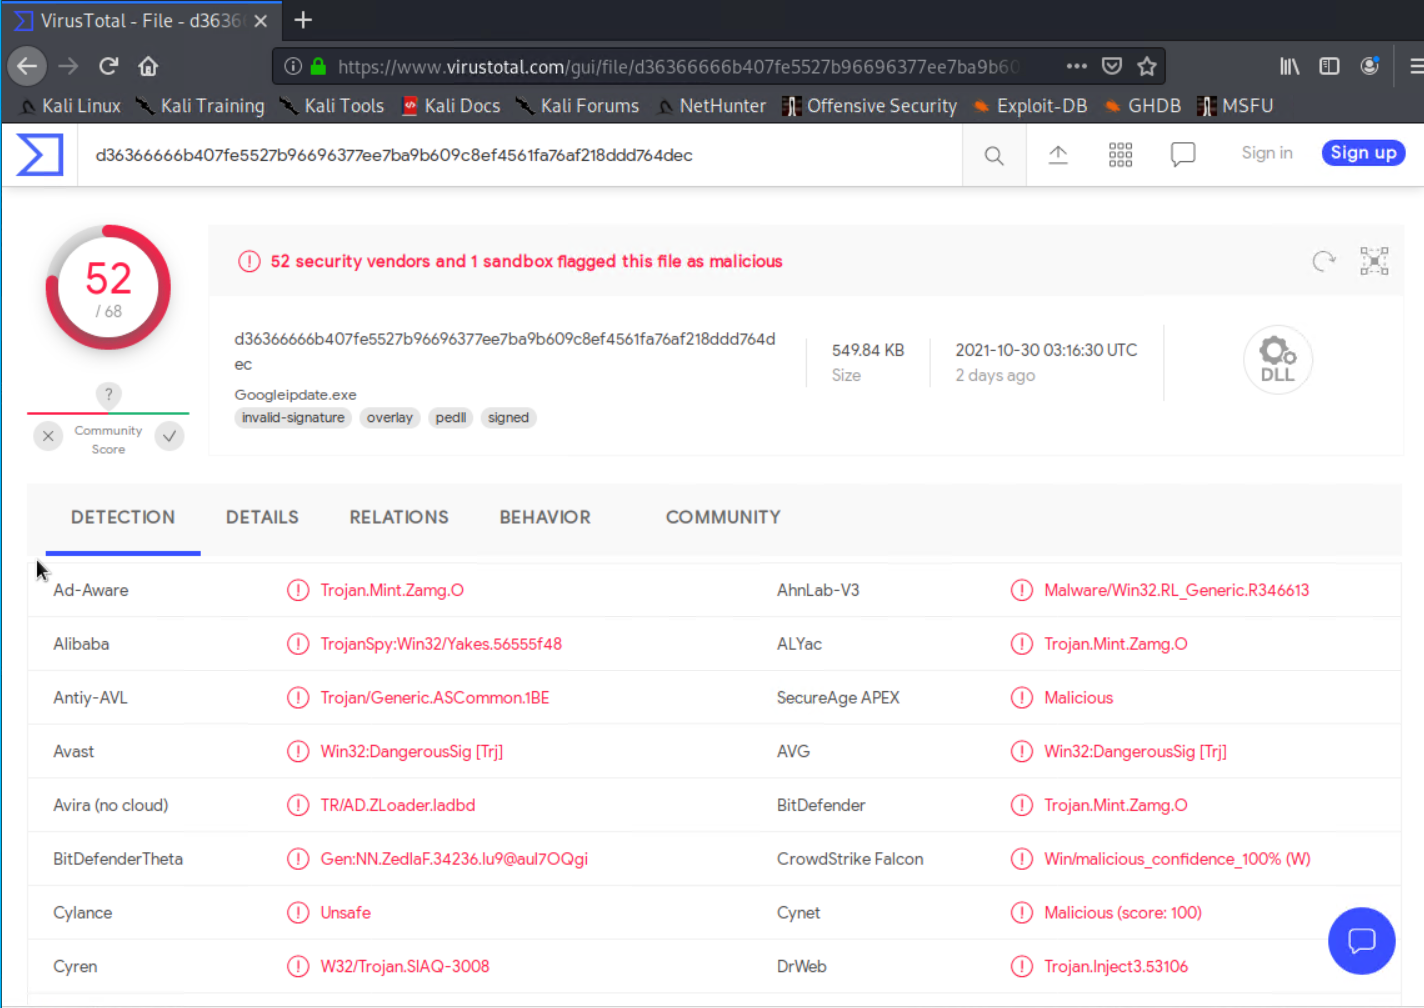 VirusTotal - File - d3636
https://www.virustotal.com/gui/file/d36366666b407fe5527b96696377ee7ba9b60
Kali Linux Kali Training Kali Tools Kali Docs Kali Forums NetHunter Offensive Security Exploit-DB GHDB MSFU
d36366666b407fe5527b96696377ee7ba9b609c8ef4561fa76af218ddd764dec
Sign in Sign up
52
/ 68
52 security vendors and 1 sandbox flagged this file as malicious
d36366666b407fe5527b96696377ee7ba9b609c8ef4561fa76af218ddd764d
ec
Googleipdate.exe
invalid-signature overlay pedll signed
549.84 KB
Size
2021-10-30 03:16:30 UTC
2 days ago
DLL
?
Community
Score
DETECTION DETAILS RELATIONS BEHAVIOR COMMUNITY
Ad-Aware Trojan.Mint.Zamg.O AhnLab-V3 Malware/Win32.RL_Generic.R346613
Alibaba TrojanSpy:Win32/Yakes.56555f48 ALYac Trojan.Mint.Zamg.O
Antiy-AVL Trojan/Generic.ASCommon.1BE SecureAge APEX Malicious
Avast Win32:DangerousSig [Trj] AVG Win32:DangerousSig [Trj]
Avira (no cloud) TR/AD.ZLoader.ladbd BitDefender Trojan.Mint.Zamg.O
BitDefenderTheta Gen:NN.ZedlaF.34236.lu9@aul7OQgi CrowdStrike Falcon Win/malicious_confidence_100% (W)
Cylance Unsafe Cynet Malicious (score: 100)
Cyren W32/Trojan.SIAQ-3008 DrWeb Trojan.Inject3.53106